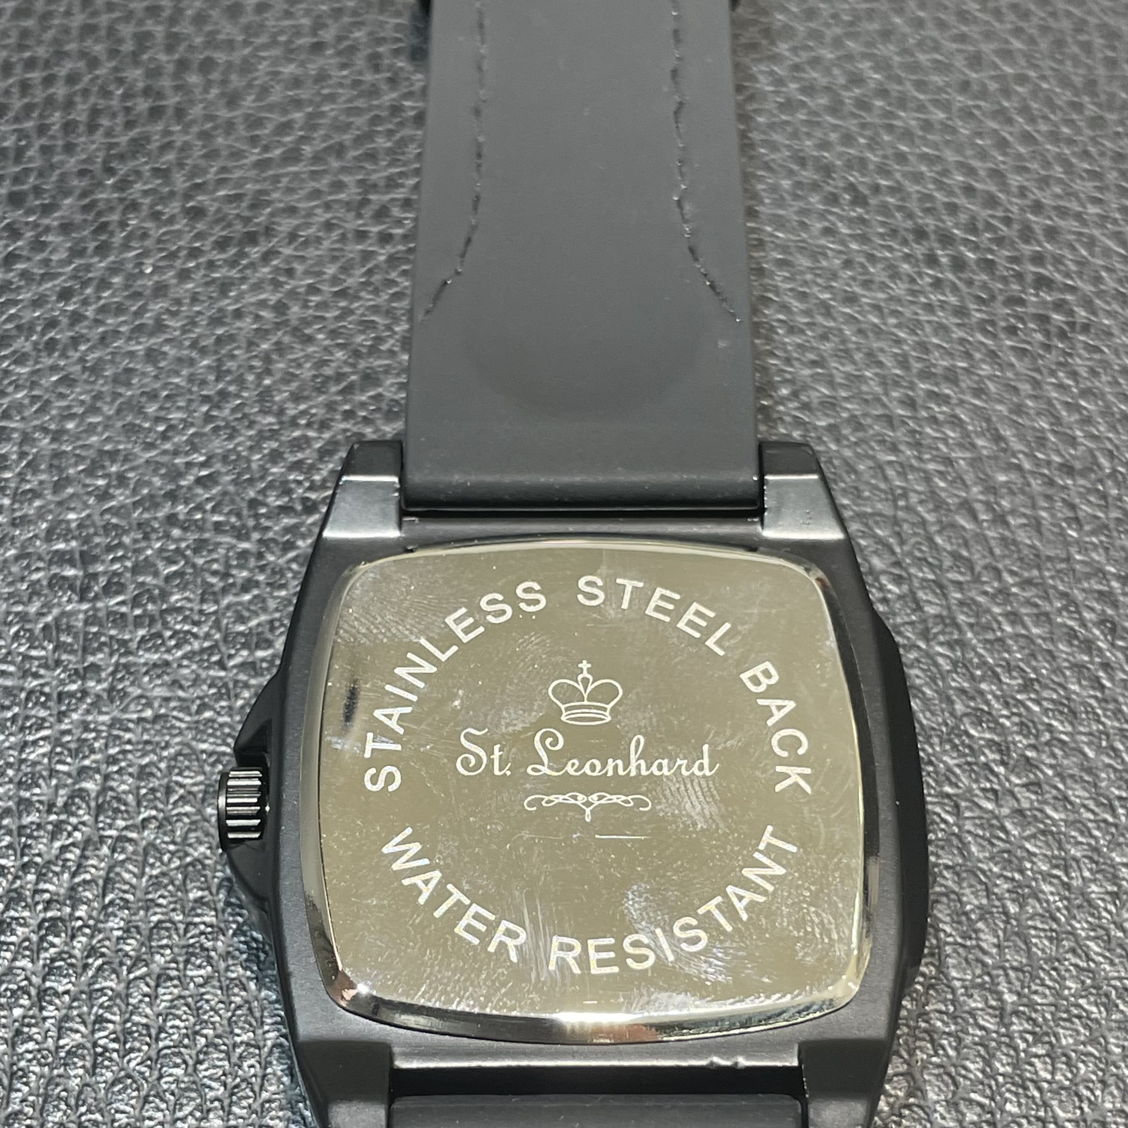 STAINLESS STEEL BACK
St. Leonhard
WATER RESISTANT